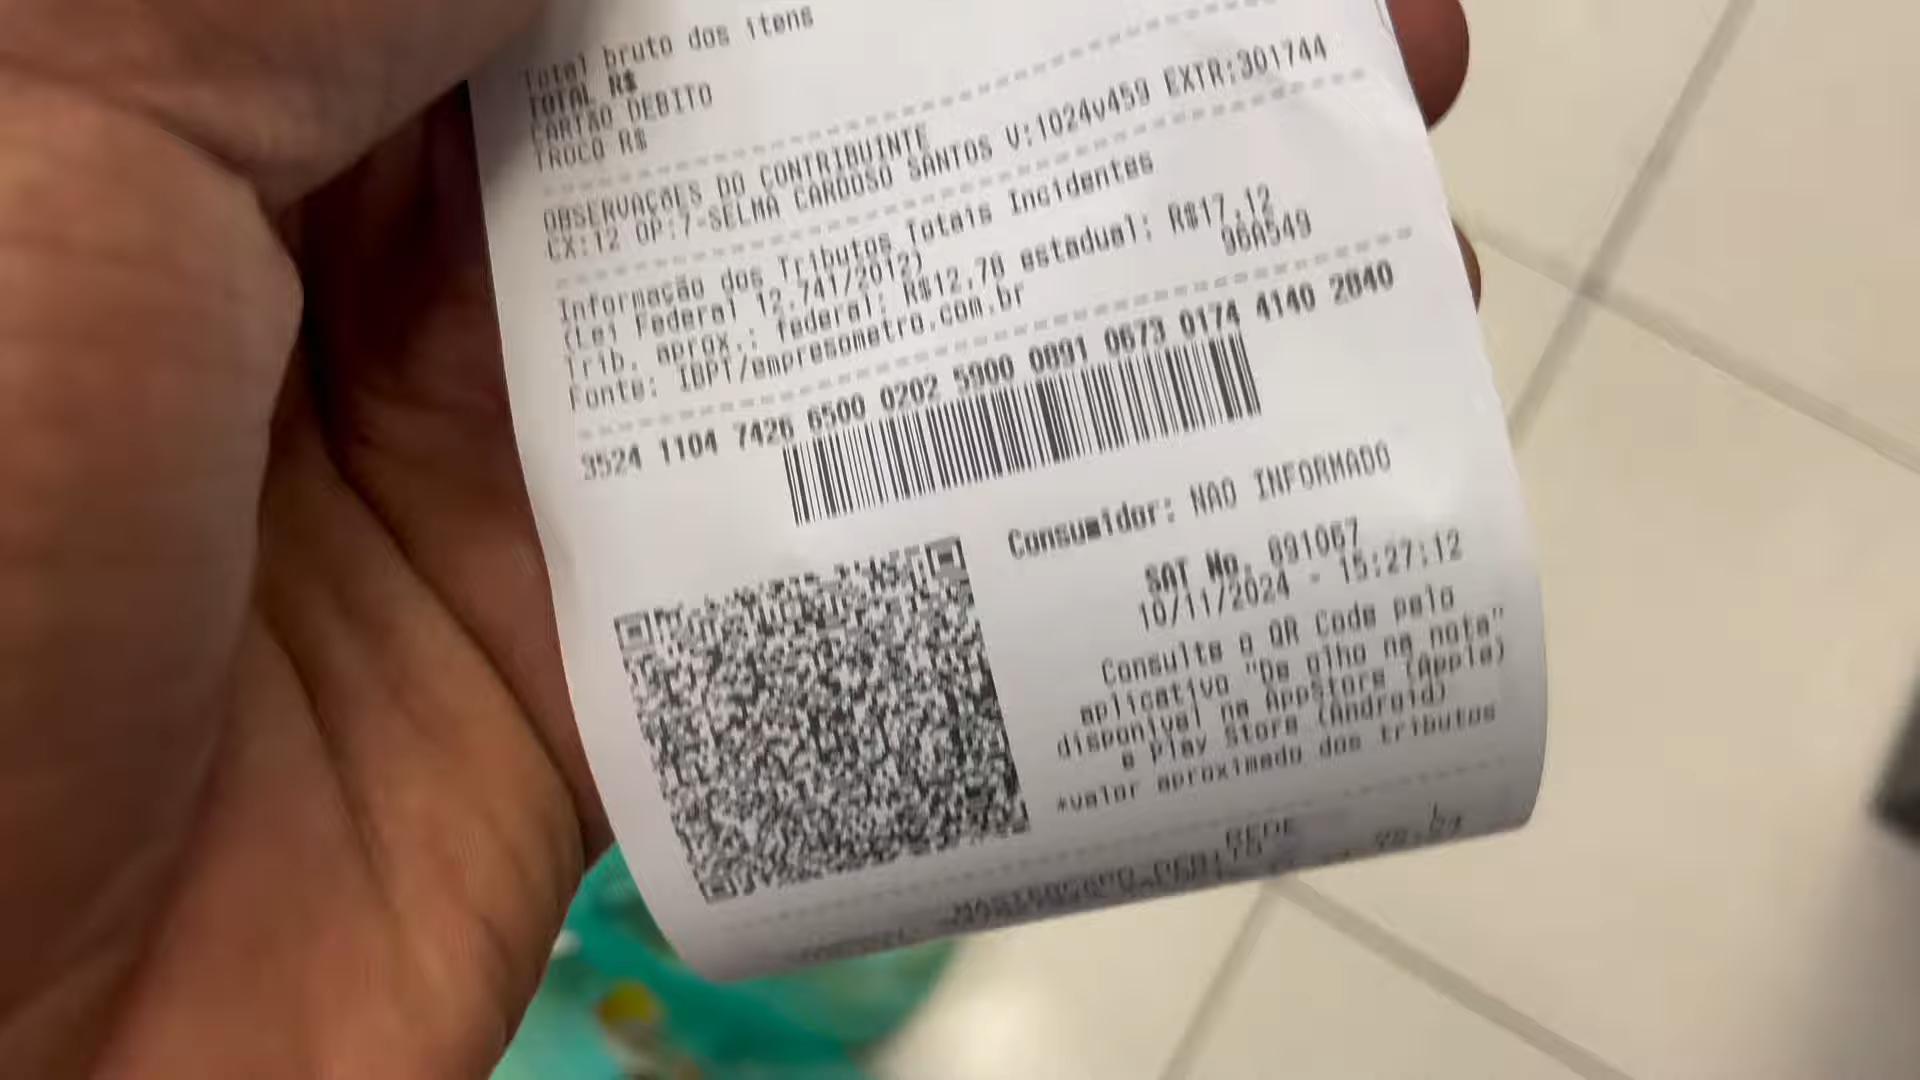 Total bruto dos itens
TOTAL R$
CARTAO DEBITO
TROCO R$
OBSERVAÇÕES DO CONTRIBUINTE
CX:12 OP:7-SELMA CARDOSO SANTOS V:1024v459 EXTR:301744
Informação dos Tributos Totais Incidentes
(Lei Federal 12.741/2012)
Trib. aprox.: federal: R$12,78 estadual: R$17,12
Fonte: IBPT/empresometro.com.br 96A549
3524 1104 7426 6500 0202 5900 0891 0673 0174 4140 2840
Consumidor: NAO INFORMADO
SAT No. 891067
10/11/2024 - 15:27:12
Consulte o QR Code pelo
aplicativo "De olho na nota"
disponivel na AppStore (Apple)
e Play Store (Android)
*valor aproximado dos tributos
REDE
MASTERCARD DEBITO